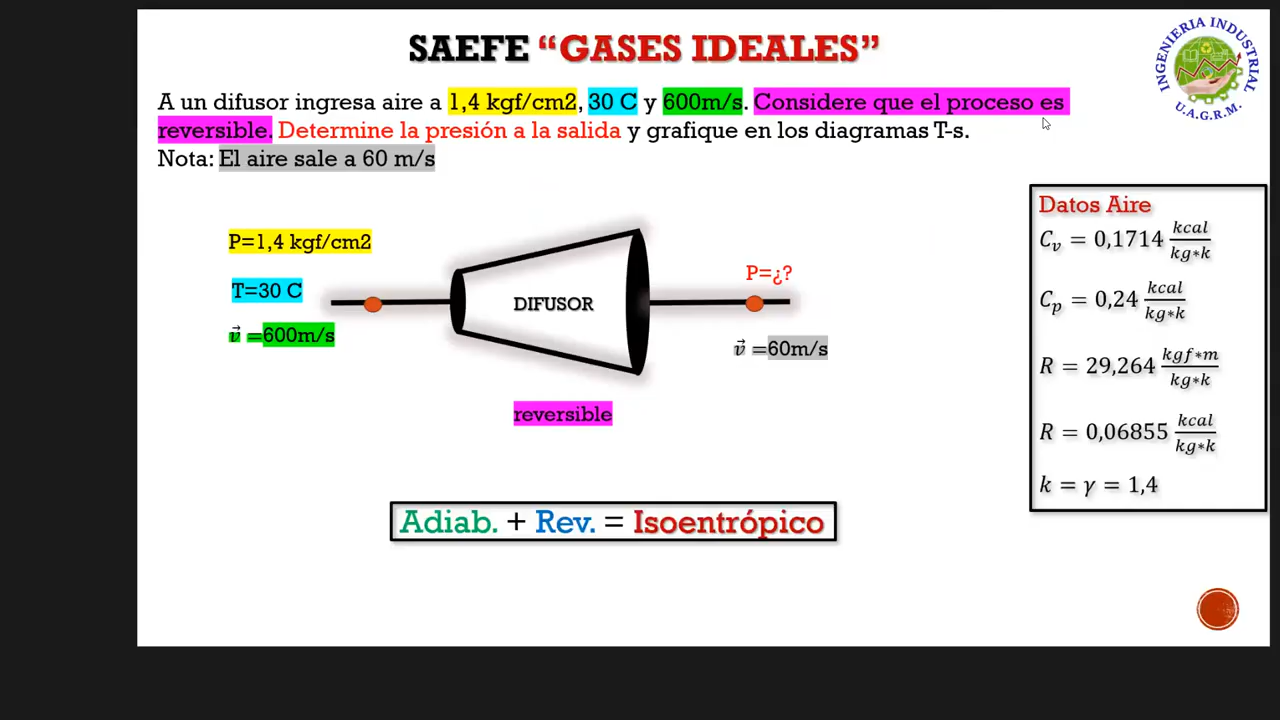 SAEFE “GASES IDEALES”
INGENIERIA INDUSTRIAL
U.A.G.R.M.
A un difusor ingresa aire a 1,4 kgf/cm2, 30 C y 600m/s. Considere que el proceso es
reversible. Determine la presión a la salida y grafique en los diagramas T-s.
Nota: El aire sale a 60 m/s
P=1,4 kgf/cm2
T=30 C
v⃗ =600m/s
DIFUSOR
P=¿?
v⃗ =60m/s
reversible
Adiab. + Rev. = Isoentrópico
Datos Aire
Cv = 0,1714 kcal/kg∗k
Cp = 0,24 kcal/kg∗k
R = 29,264 kgf∗m/kg∗k
R = 0,06855 kcal/kg∗k
k = γ = 1,4